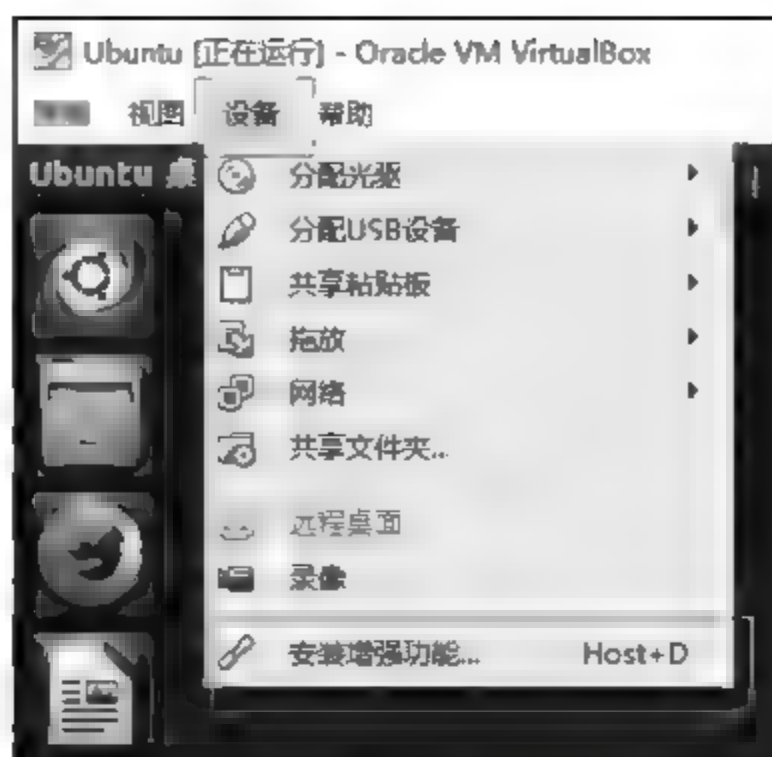 Ubuntu [正在运行] - Oracle VM VirtualBox
视图 设备 帮助
Ubuntu 桌
分配光驱
分配USB设备
共享粘贴板
拖放
网络
共享文件夹...
远程桌面
录像
安装增强功能... Host+D